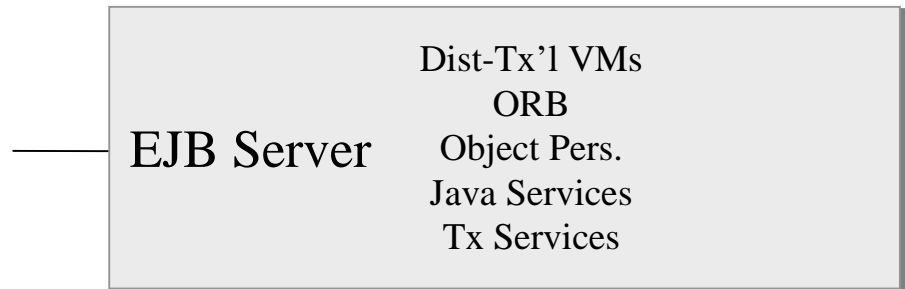 EJB Server
Dist-Tx’l VMs
ORB
Object Pers.
Java Services
Tx Services